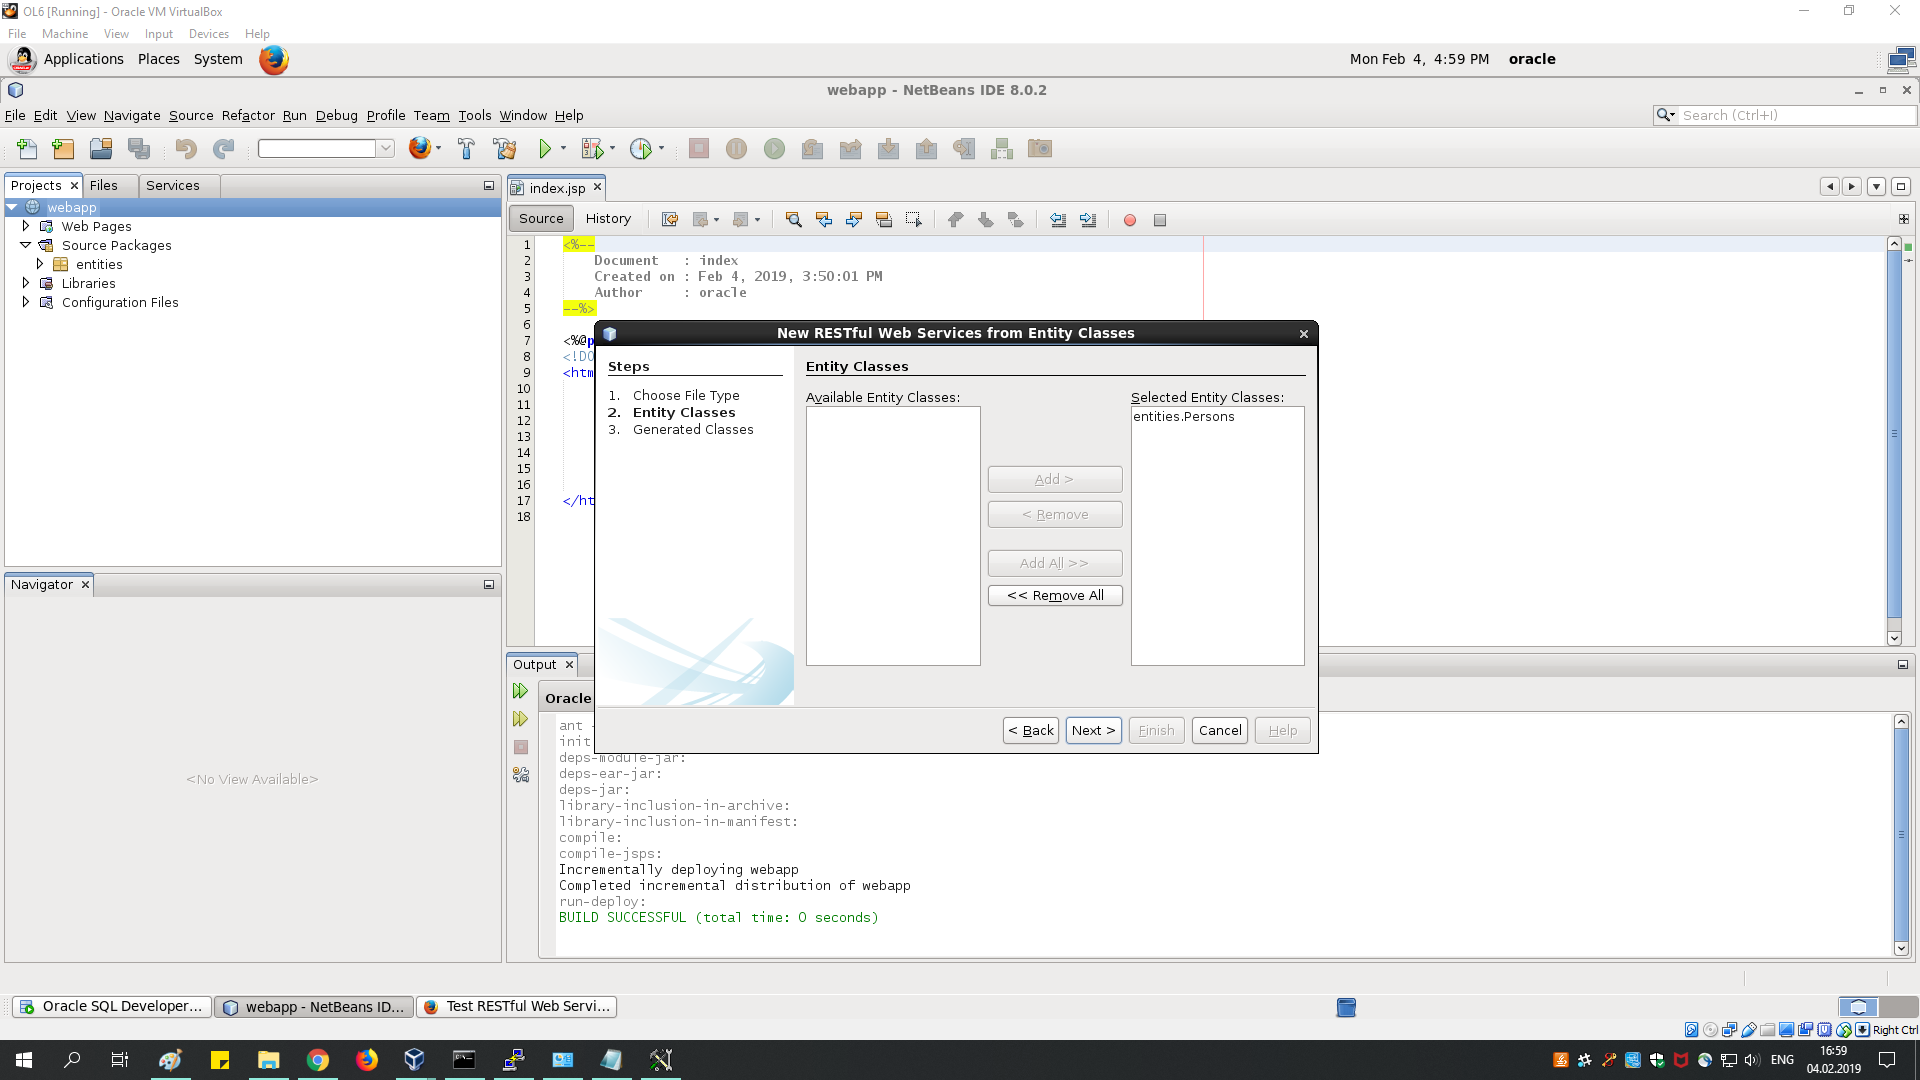 OL6 [Running] - Oracle VM VirtualBox
File Machine View Input Devices Help
Applications Places System
Mon Feb 4, 4:59 PM oracle
webapp - NetBeans IDE 8.0.2
File Edit View Navigate Source Refactor Run Debug Profile Team Tools Window Help
Search (Ctrl+I)
Projects Files Services
index.jsp
webapp
Web Pages
Source Packages
entities
Libraries
Configuration Files
Source History
1 <%--
2 Document : index
3 Created on : Feb 4, 2019, 3:50:01 PM
4 Author : oracle
5 --%>
6
7 <%@p
8 <!DO
9 <htm
10
11
12
13
14
15
16
17 </ht
18
New RESTful Web Services from Entity Classes
Steps
1. Choose File Type
2. Entity Classes
3. Generated Classes
Entity Classes
Available Entity Classes:
Selected Entity Classes:
entities.Persons
Add >
< Remove
Add All >>
<< Remove All
< Back Next > Finish Cancel Help
Navigator
<No View Available>
Output
Oracle
ant -
init
deps-module-jar:
deps-ear-jar:
deps-jar:
library-inclusion-in-archive:
library-inclusion-in-manifest:
compile:
compile-jsps:
Incrementally deploying webapp
Completed incremental distribution of webapp
run-deploy:
BUILD SUCCESSFUL (total time: 0 seconds)
Oracle SQL Developer... webapp - NetBeans ID... Test RESTful Web Servi...
Right Ctrl
ENG
16:59
04.02.2019